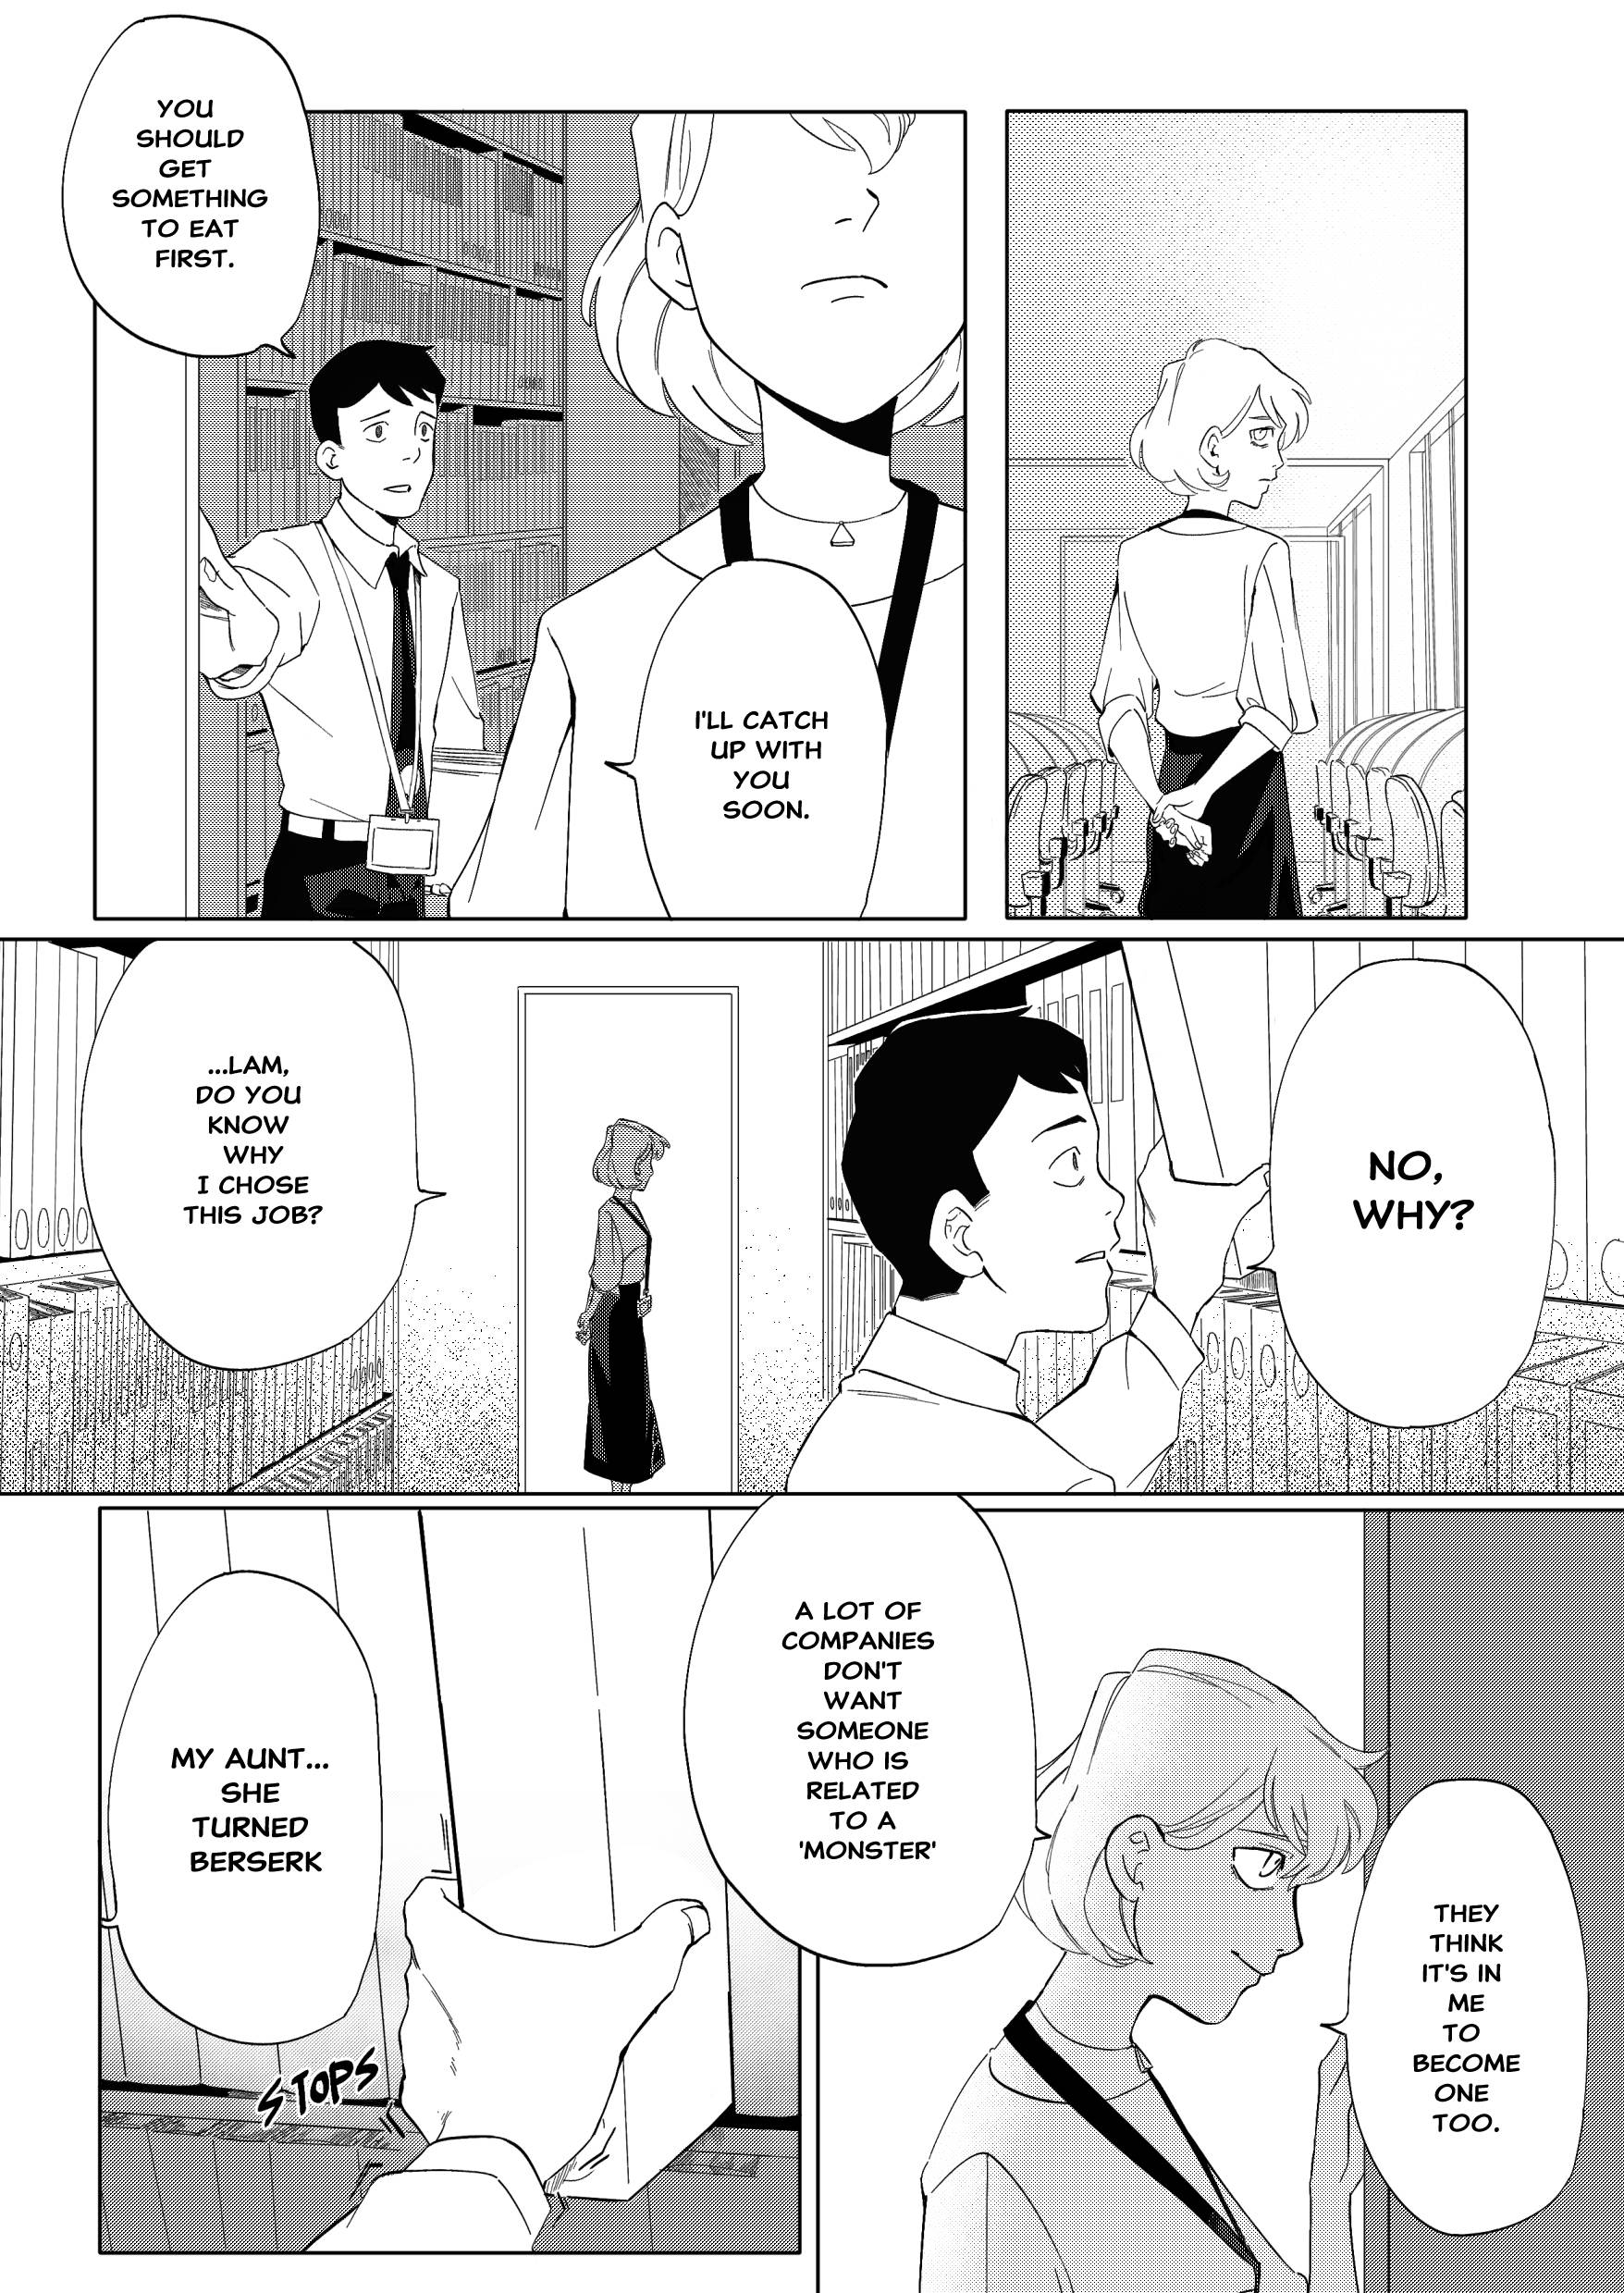 YOU
SHOULD
GET
SOMETHING
TO EAT
FIRST.
I'LL CATCH
UP WITH
YOU
SOON.
...LAM,
DO YOU
KNOW
WHY
I CHOSE
THIS JOB?
NO,
WHY?
MY AUNT...
SHE
TURNED
BERSERK
STOPS
A LOT OF
COMPANIES
DON'T
WANT
SOMEONE
WHO IS
RELATED
TO A
'MONSTER'
THEY
THINK
IT'S IN
ME
TO
BECOME
ONE
TOO.